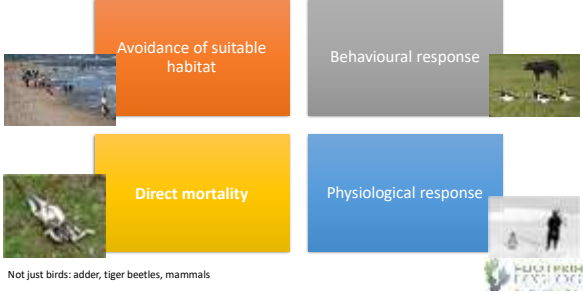 Avoidance of suitable
habitat
Behavioural response
Direct mortality
Physiological response
Not just birds: adder, tiger beetles, mammals